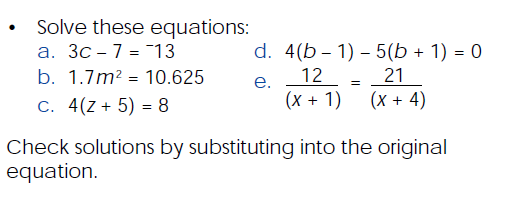 • Solve these equations:
a. 3c – 7 = ⁻13
b. 1.7m² = 10.625
c. 4(z + 5) = 8
d. 4(b – 1) – 5(b + 1) = 0
e. 12 = 21
(x + 1) (x + 4)
Check solutions by substituting into the original
equation.